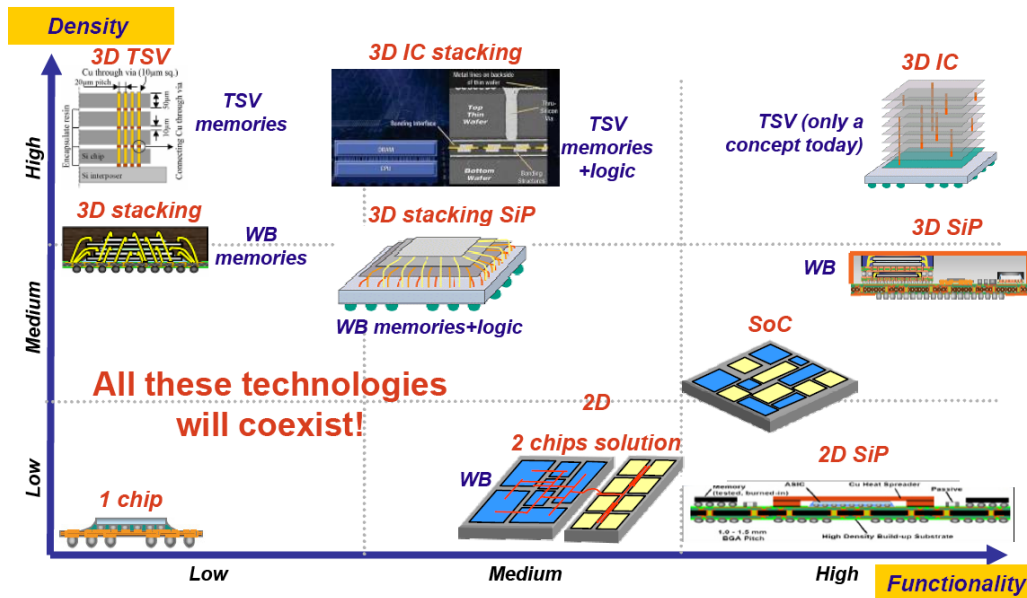 Density
3D TSV
Cu through via (10μm sq.)
20μm pitch
50μm
10μm
Encapsulate resin
Connecting Cu through via
Si chip
Si interposer
TSV
memories
3D IC stacking
Metal lines on backside
of thin wafer
Top
Thin
Wafer
Thru-
Silicon
Via
Bonding Interface
DRAM
CPU
Bottom
Wafer
Bonding
Structures
TSV
memories
+logic
3D IC
TSV (only a
concept today)
High
3D stacking
WB
memories
3D stacking SiP
WB memories+logic
3D SiP
WB
Medium
SoC
All these technologies
will coexist!
2D
2 chips solution
WB
Low
1 chip
2D SiP
Memory
(tested, burned-in)
ASIC
Cu Heat Spreader
Passive
1.0 - 1.5 mm
BGA Pitch
High Density Build-up Substrate
Low
Medium
High
Functionality